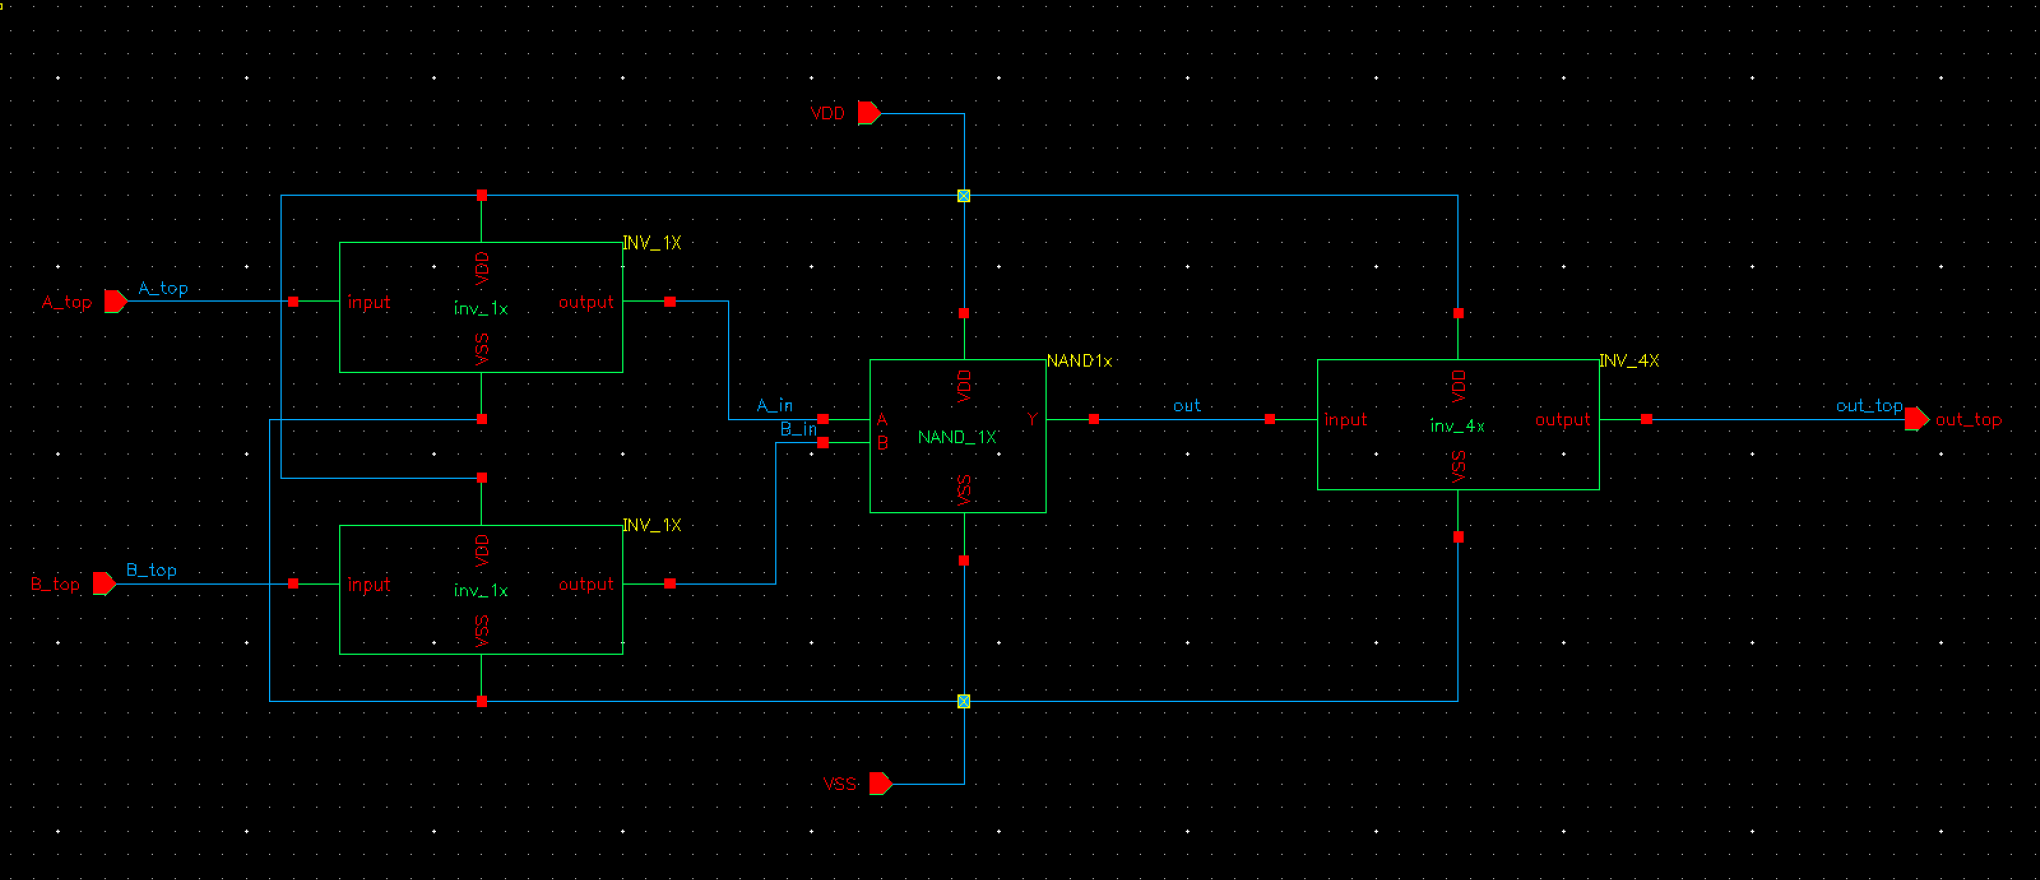 VDD
INV_1X
VDD
A_top
A_top
input
inv_1x
output
VSS
NAND1x
INV_4X
VDD
VDD
A_in
B_in
A
B
Y
NAND_1X
VSS
out
input
inv_4x
output
VSS
out_top
out_top
INV_1X
VDD
B_top
B_top
input
inv_1x
output
VSS
VSS